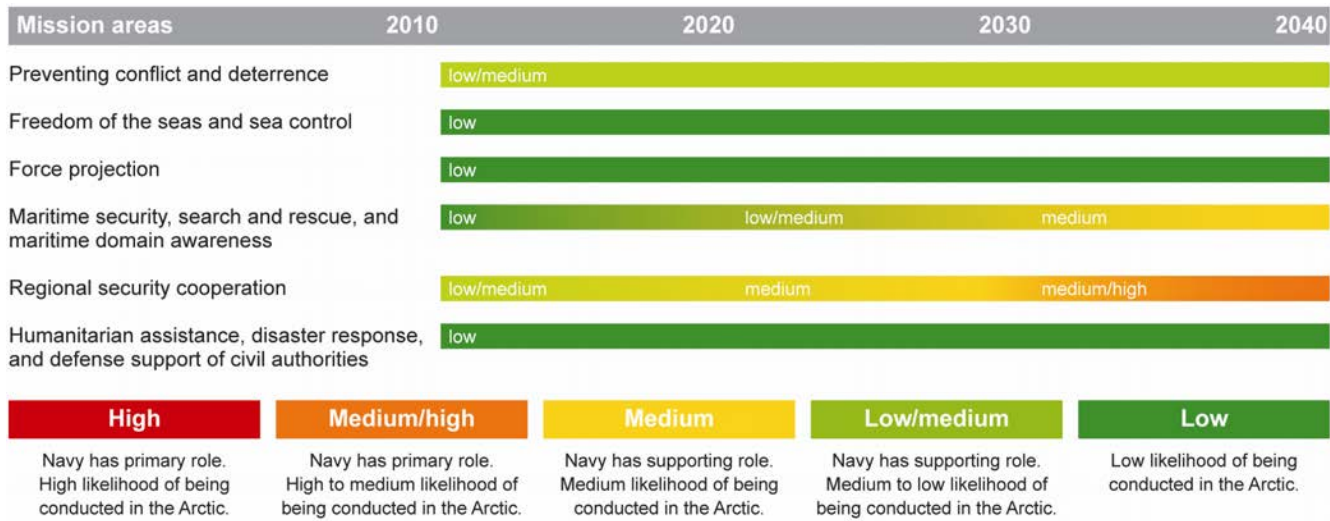 Mission areas 2010 2020 2030 2040
Preventing conflict and deterrence low/medium
Freedom of the seas and sea control low
Force projection low
Maritime security, search and rescue, and low low/medium medium
maritime domain awareness
Regional security cooperation low/medium medium medium/high
Humanitarian assistance, disaster response, low
and defense support of civil authorities
High Medium/high Medium Low/medium Low
Navy has primary role. Navy has primary role. Navy has supporting role. Navy has supporting role. Low likelihood of being
High likelihood of being High to medium likelihood of Medium likelihood of being Medium to low likelihood of conducted in the Arctic.
conducted in the Arctic. being conducted in the Arctic. conducted in the Arctic. being conducted in the Arctic.